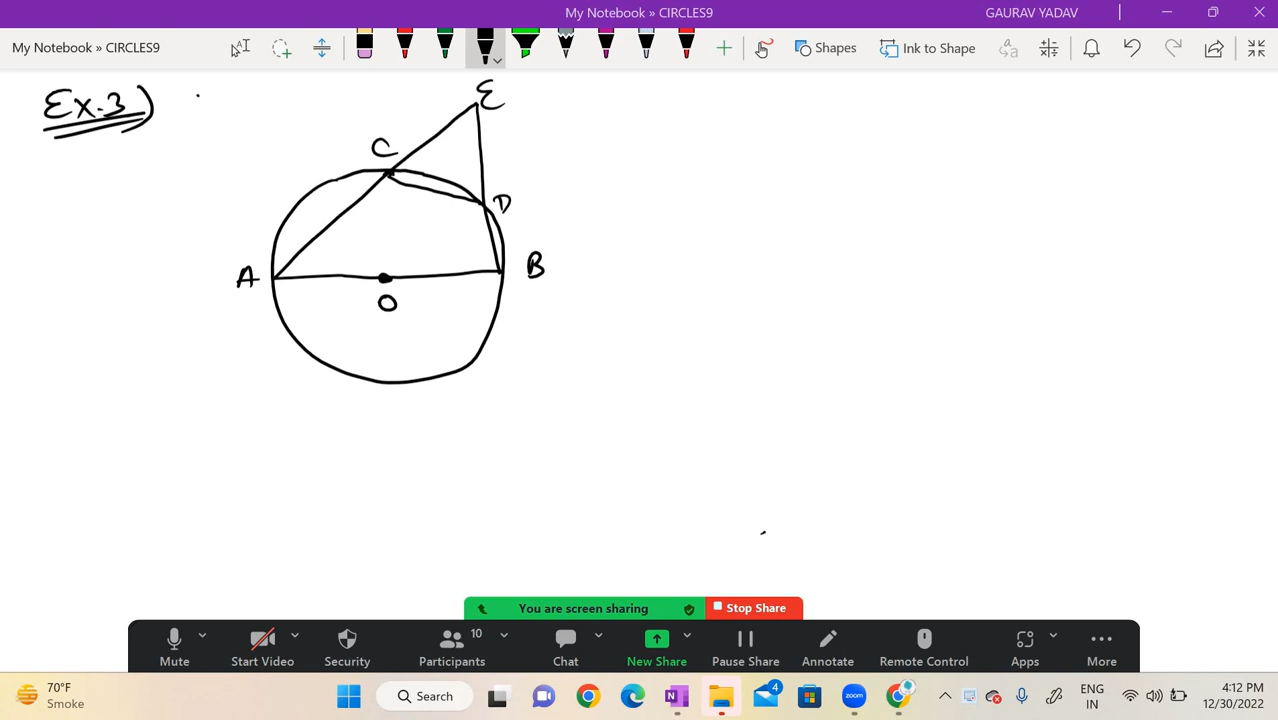 My Notebook » CIRCLES9
GAURAV YADAV
My Notebook » CIRCLES9
Shapes
Ink to Shape
Ex-3)
E
C
D
A
B
O
You are screen sharing
Stop Share
Mute
Start Video
Security
10
Participants
Chat
New Share
Pause Share
Annotate
Remote Control
Apps
More
70°F
Smoke
Search
4
zoom
ENG
IN
4:12 PM
12/30/2022